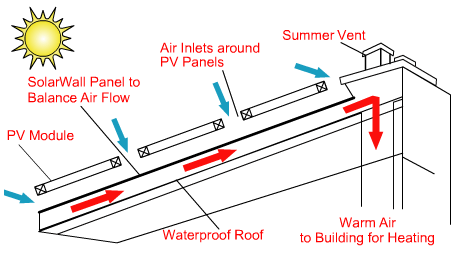 Summer Vent
Air Inlets around
PV Panels
SolarWall Panel to
Balance Air Flow
PV Module
Waterproof Roof
Warm Air
to Building for Heating